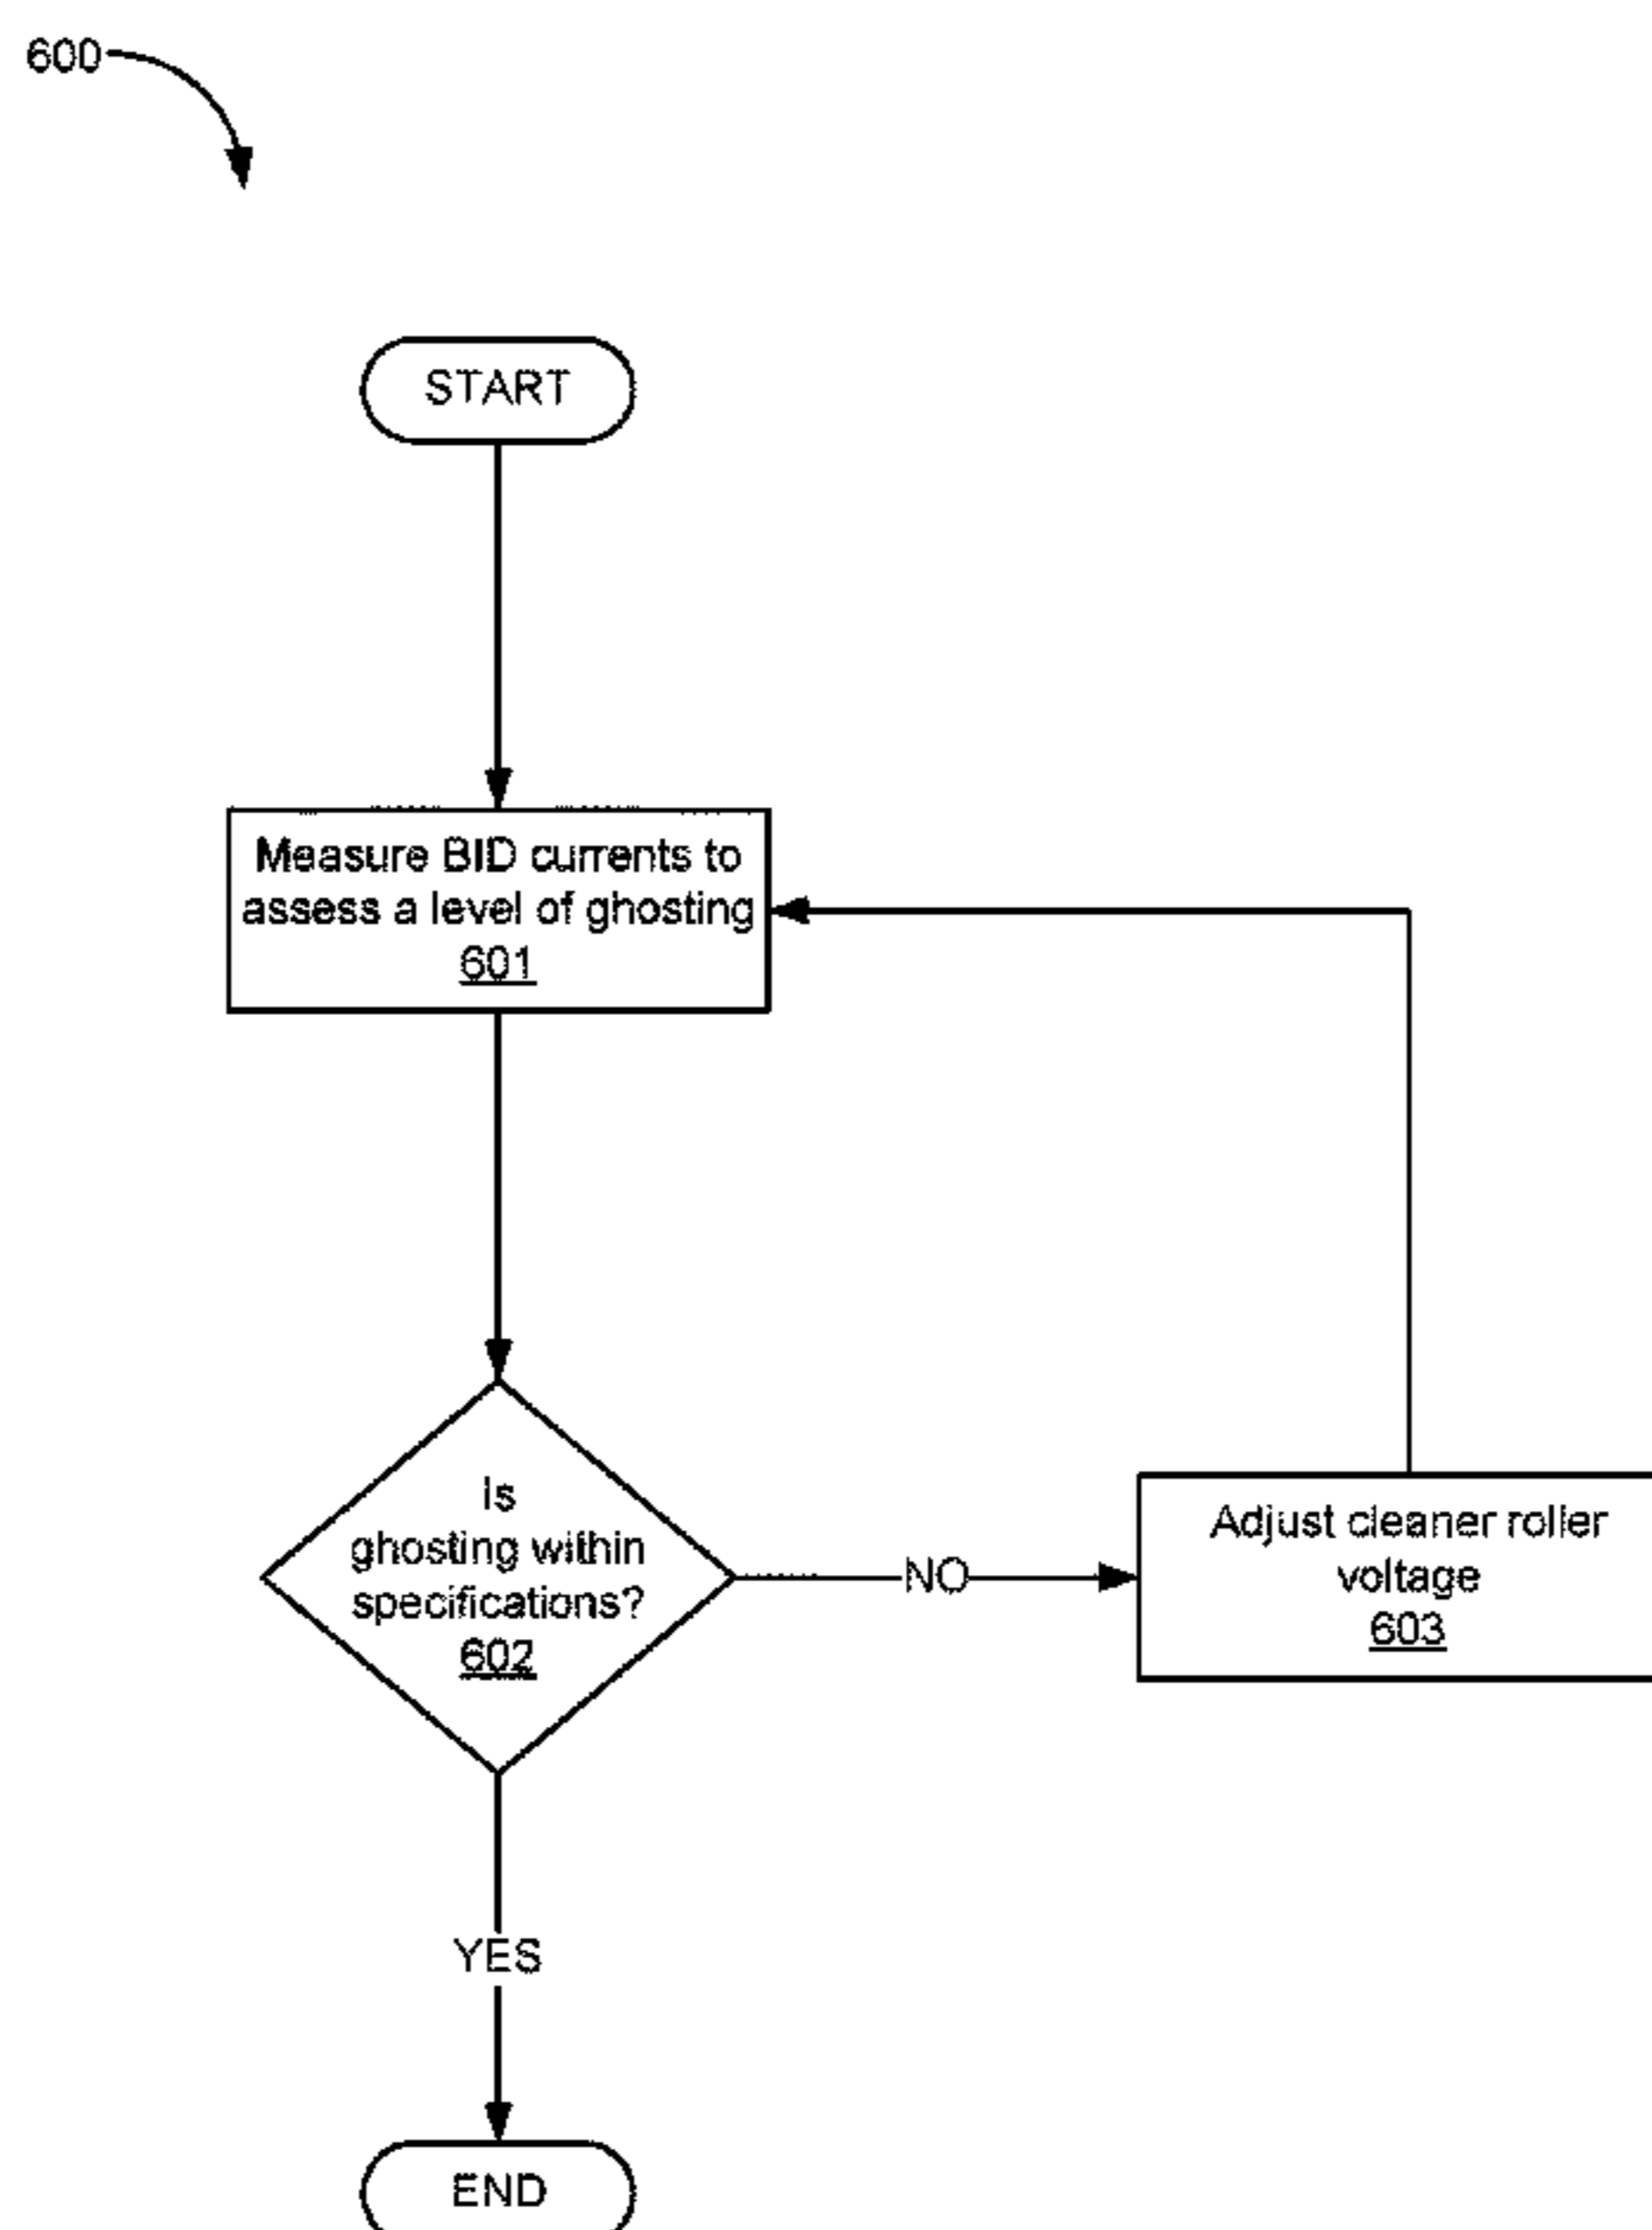 600
START
Measure BID currents to
assess a level of ghosting
601
Is
ghosting within
specifications?
602
NO
Adjust cleaner roller
voltage
603
YES
END